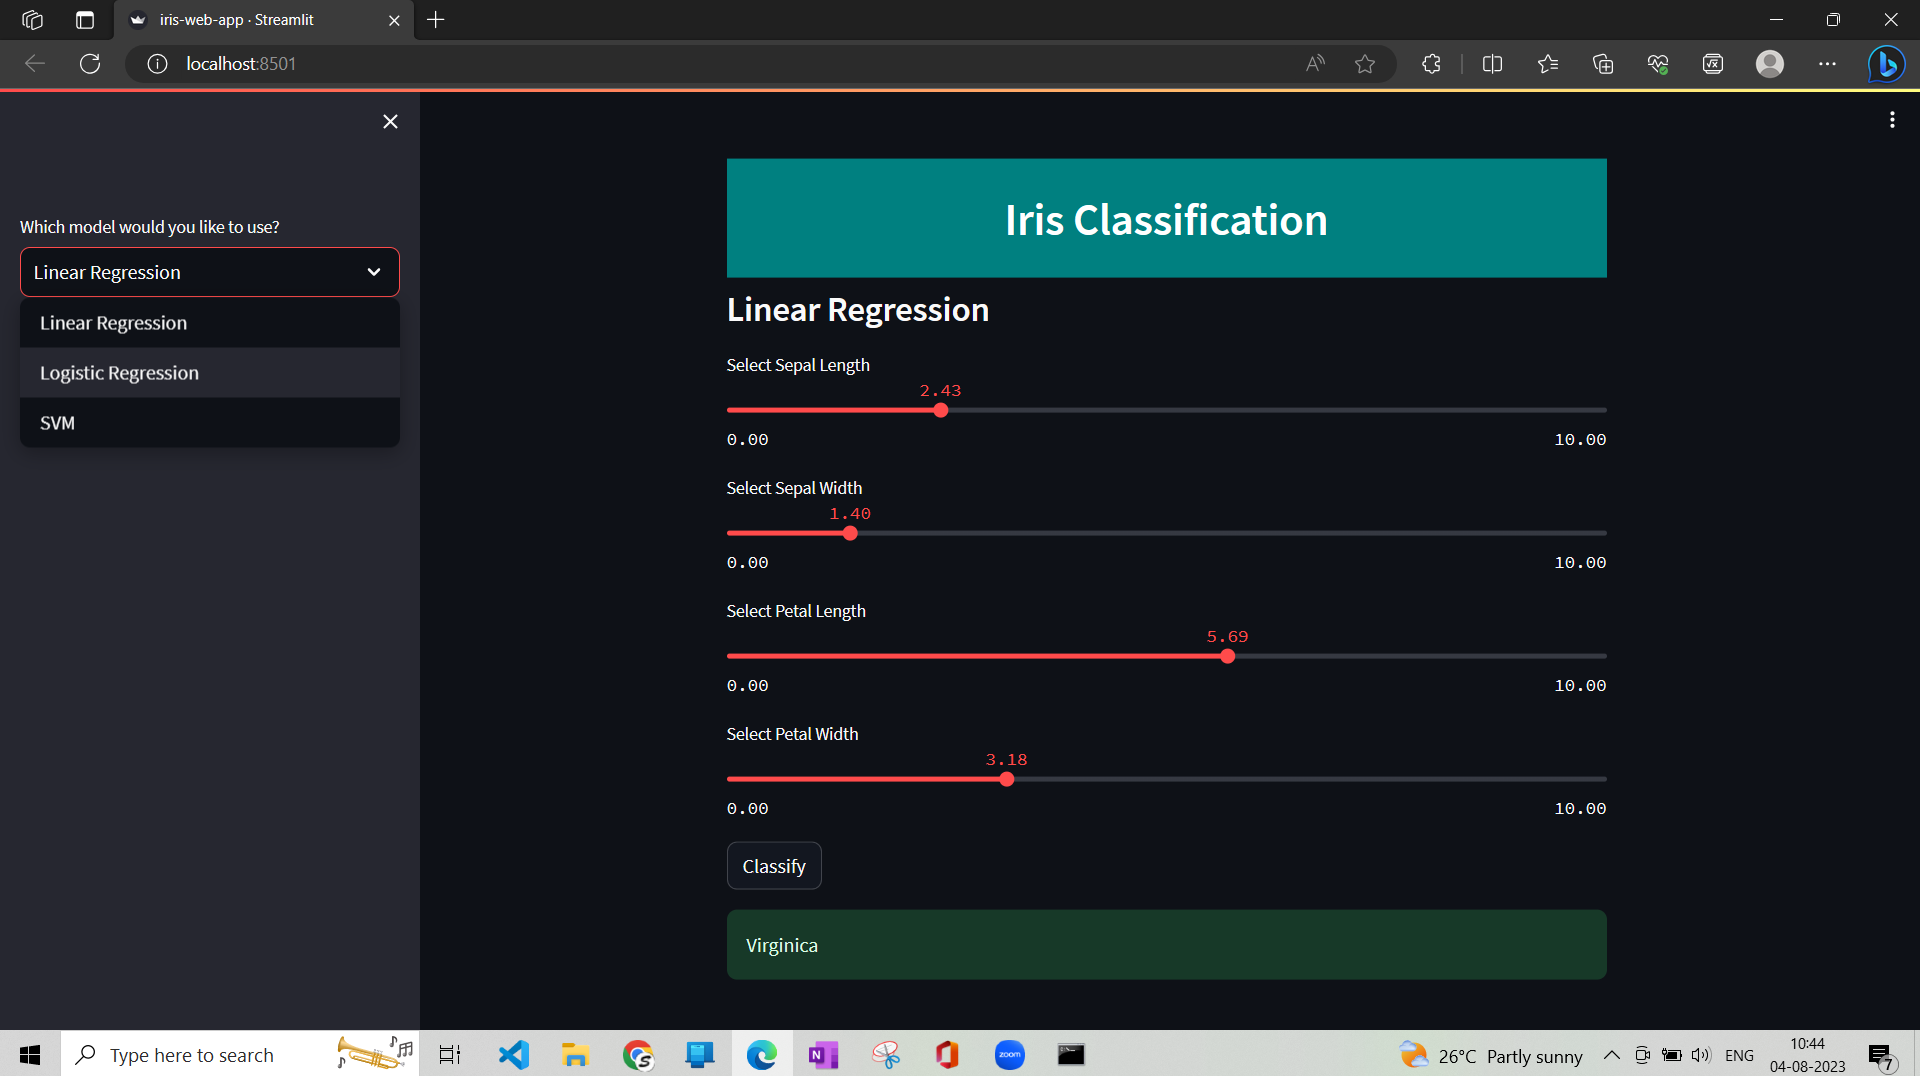 iris-web-app · Streamlit
localhost:8501
Which model would you like to use?
Linear Regression
Linear Regression
Logistic Regression
SVM
Iris Classification
Linear Regression
Select Sepal Length
2.43
0.00 10.00
Select Sepal Width
1.40
0.00 10.00
Select Petal Length
5.69
0.00 10.00
Select Petal Width
3.18
0.00 10.00
Classify
Virginica
Type here to search
zoom
26°C Partly sunny
ENG
10:44
04-08-2023
7